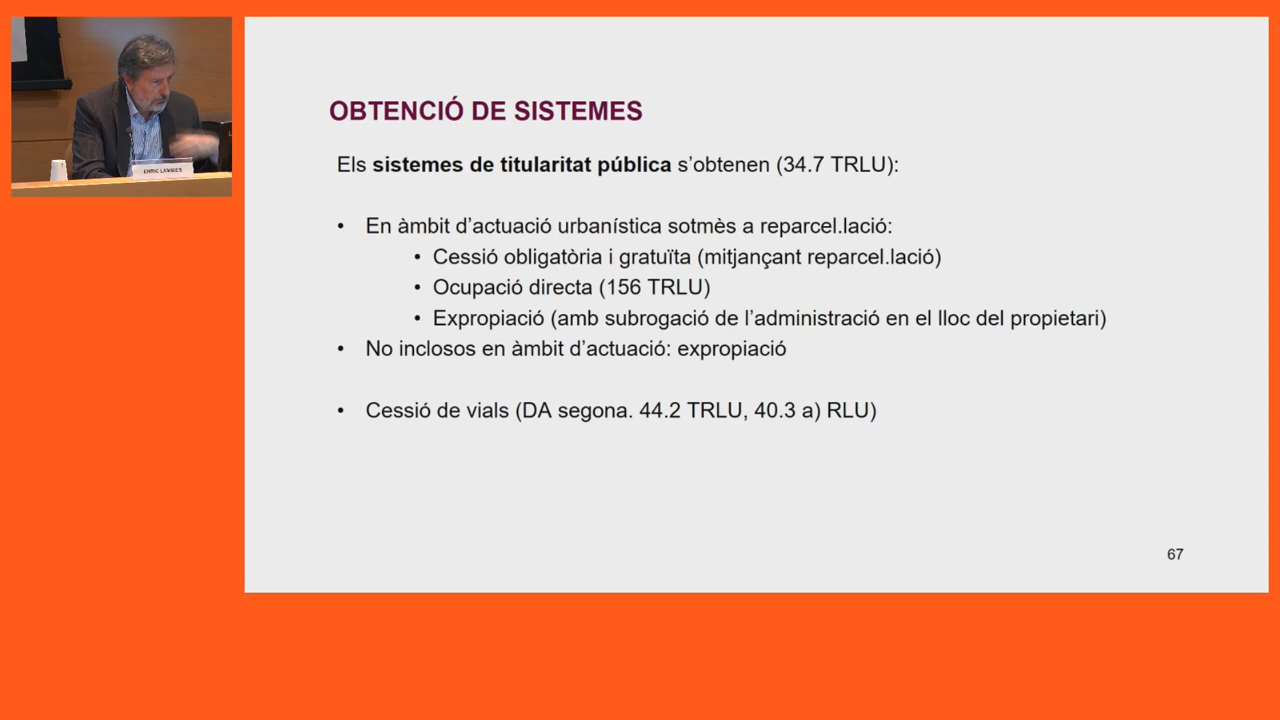 OBTENCIÓ DE SISTEMES
Els sistemes de titularitat pública s’obtenen (34.7 TRLU):
• En àmbit d’actuació urbanística sotmès a reparcel.lació:
• Cessió obligatòria i gratuïta (mitjançant reparcel.lació)
• Ocupació directa (156 TRLU)
• Expropiació (amb subrogació de l’administració en el lloc del propietari)
• No inclosos en àmbit d’actuació: expropiació
• Cessió de vials (DA segona. 44.2 TRLU, 40.3 a) RLU)
67
ENRIC LAMBIES